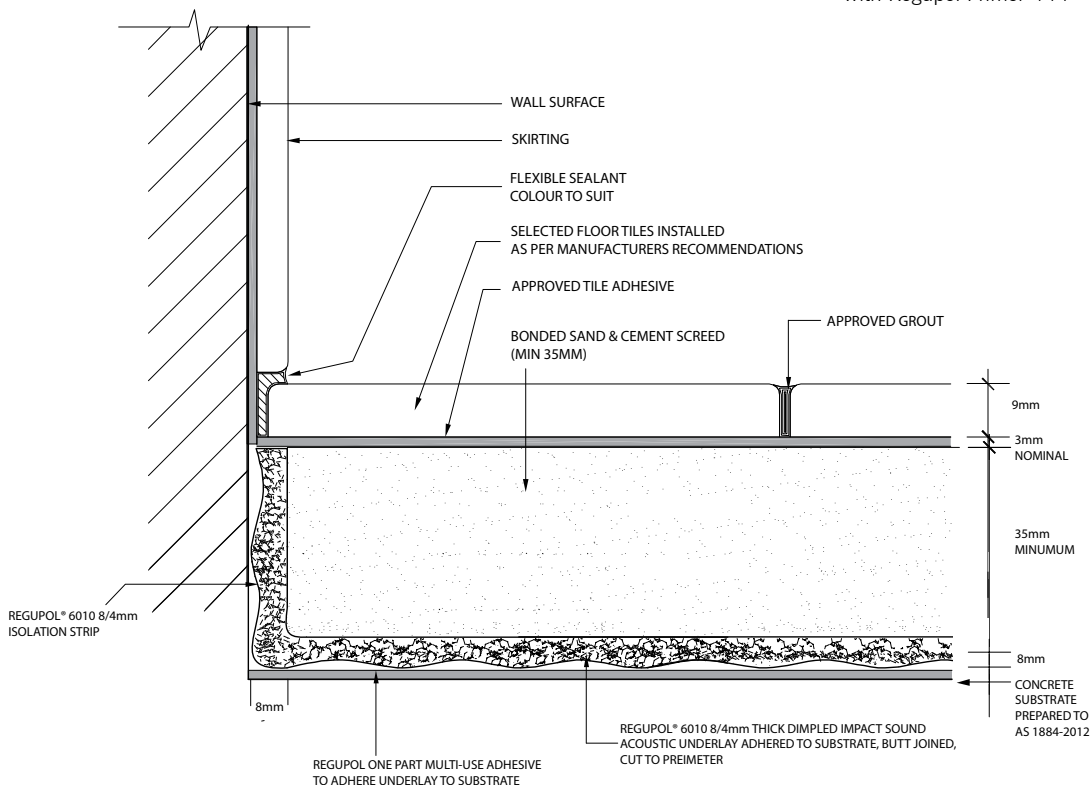 WALL SURFACE
SKIRTING
FLEXIBLE SEALANT
COLOUR TO SUIT
SELECTED FLOOR TILES INSTALLED
AS PER MANUFACTURERS RECOMMENDATIONS
APPROVED TILE ADHESIVE
APPROVED GROUT
BONDED SAND & CEMENT SCREED
(MIN 35MM)
9mm
3mm
NOMINAL
35mm
MINUMUM
REGUPOL® 6010 8/4mm
ISOLATION STRIP
8mm
CONCRETE
SUBSTRATE
PREPARED TO
AS 1884-2012
8mm
REGUPOL® 6010 8/4mm THICK DIMPLED IMPACT SOUND
ACOUSTIC UNDERLAY ADHERED TO SUBSTRATE, BUTT JOINED,
CUT TO PREIMETER
REGUPOL ONE PART MULTI-USE ADHESIVE
TO ADHERE UNDERLAY TO SUBSTRATE